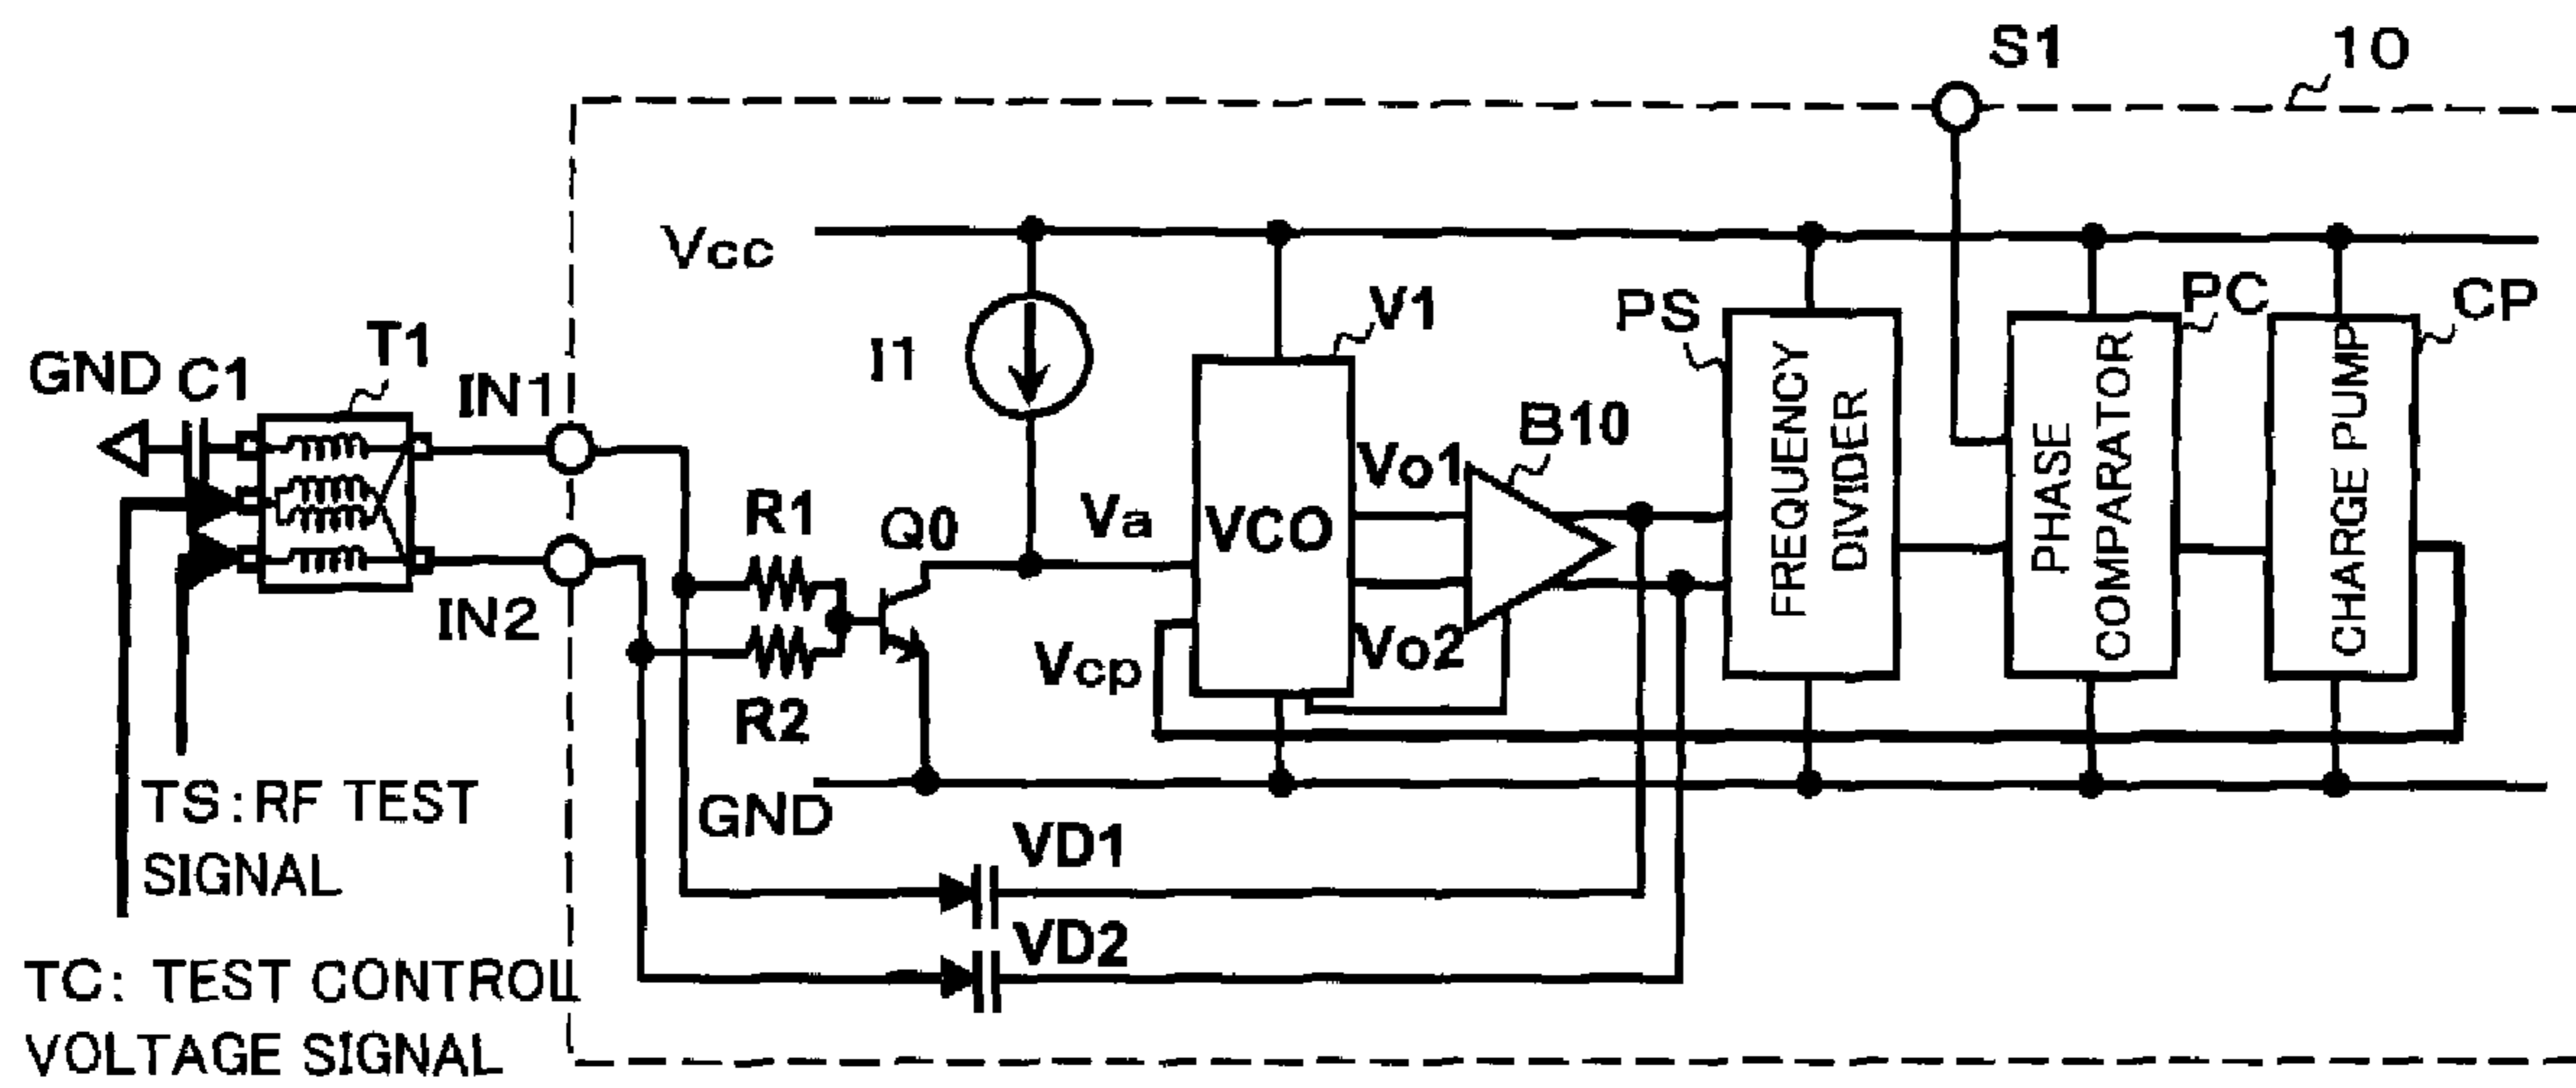 S1
10
Vcc
I1
V1
PS
PC
CP
GND
C1
T1
IN1
IN2
R1
R2
Q0
Va
VCO
Vcp
Vo1
Vo2
B10
FREQUENCY
DIVIDER
PHASE
COMPARATOR
CHARGE PUMP
GND
VD1
VD2
TS:RF TEST
SIGNAL
TC: TEST CONTROL
VOLTAGE SIGNAL